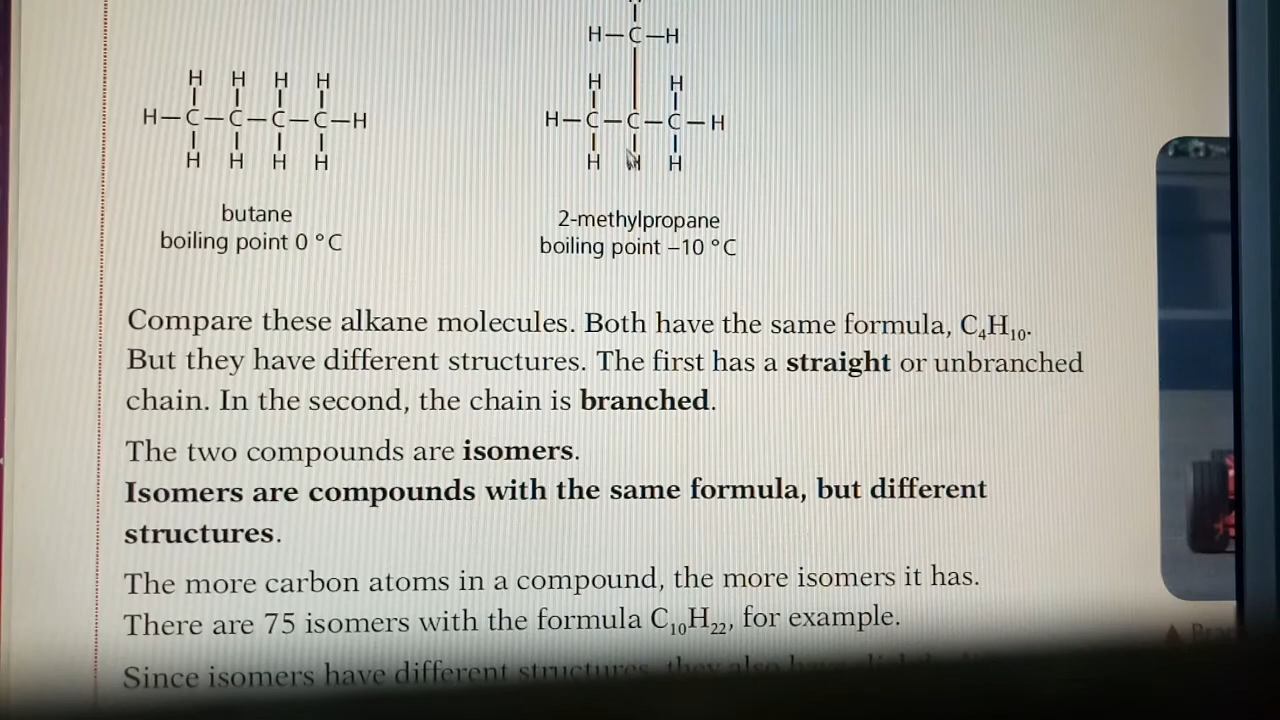 H—C—H
H H H H
H—C—C—C—C—H
H H H H
H H
H—C—C—C—H
H H H
butane
boiling point 0 °C
2-methylpropane
boiling point –10 °C
Compare these alkane molecules. Both have the same formula, C₄H₁₀.
But they have different structures. The first has a straight or unbranched
chain. In the second, the chain is branched.
The two compounds are isomers.
Isomers are compounds with the same formula, but different
structures.
The more carbon atoms in a compound, the more isomers it has.
There are 75 isomers with the formula C₁₀H₂₂, for example.
Since isomers have different structures, they also